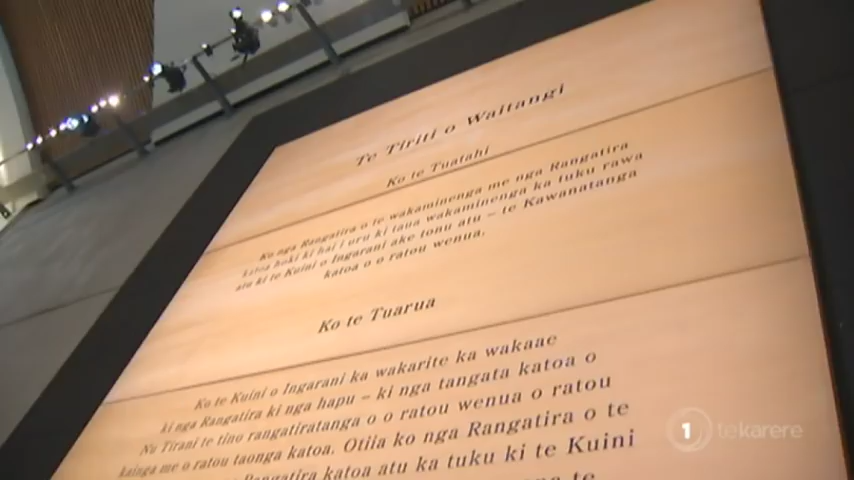 Te Tiriti o Waitangi
Ko te Tuatahi
Ko nga Rangatira o te wakaminenga me nga Rangatira
katoa hoki ki hai i uru ki taua wakaminenga ka tuku rawa
atu ki te Kuini o Ingarani ake tonu atu – te Kawanatanga
katoa o o ratou wenua.
Ko te Tuarua
Ko te Kuini o Ingarani ka wakarite ka wakaae
ki nga Rangatira ki nga hapu – ki nga tangata katoa o
Nu Tirani te tino rangatiratanga o o ratou wenua o ratou
kainga me o ratou taonga katoa. Otiia ko nga Rangatira o te
Rangatira katoa atu ka tuku ki te Kuini
te
1 te karere